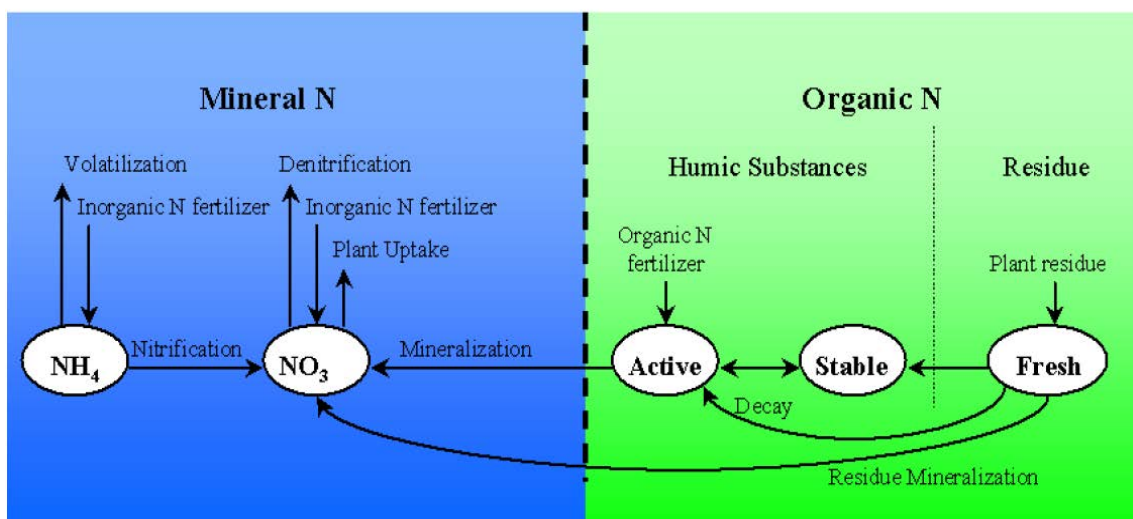 Mineral N
Organic N
Volatilization
Denitrification
Humic Substances
Residue
Inorganic N fertilizer
Inorganic N fertilizer
Plant Uptake
Organic N
fertilizer
Plant residue
NH4
Nitrification
NO3
Mineralization
Active
Stable
Fresh
Decay
Residue Mineralization